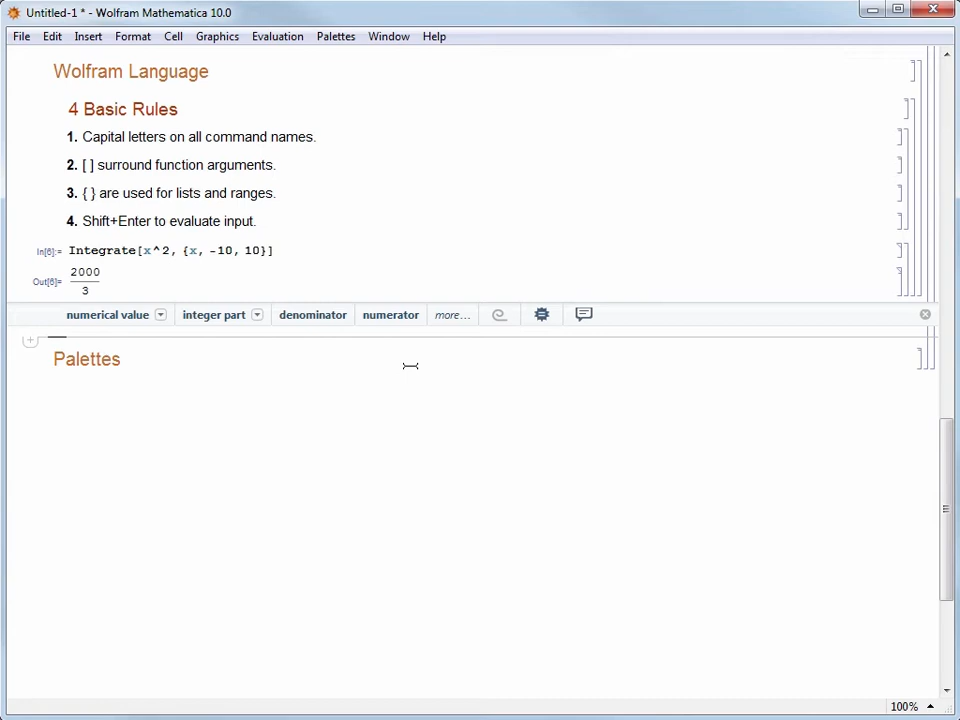 Untitled-1 * - Wolfram Mathematica 10.0
File Edit Insert Format Cell Graphics Evaluation Palettes Window Help
Wolfram Language
4 Basic Rules
1. Capital letters on all command names.
2. [ ] surround function arguments.
3. { } are used for lists and ranges.
4. Shift+Enter to evaluate input.
In[6]:= Integrate[x^2, {x, -10, 10}]
Out[6]= 2000
3
numerical value integer part denominator numerator more...
Palettes
100%